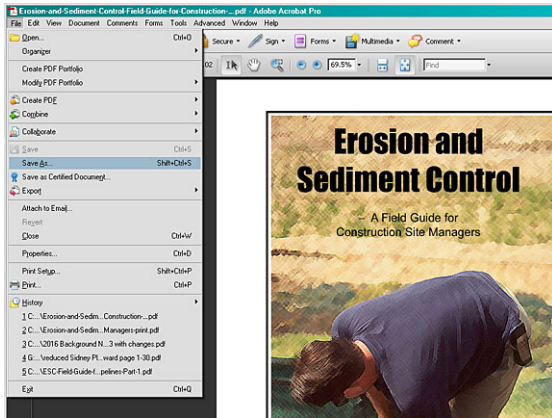 Erosion-and-Sediment-Control-Field-Guide-for-Construction-...pdf - Adobe Acrobat Pro
File Edit View Document Comments Forms Tools Advanced Window Help
Open... Ctrl+O
Secure Sign Forms Multimedia Comment
Organizer
02 69.5% Find
Create PDF Portfolio
Modify PDF Portfolio
Create PDF
Combine
Collaborate
Save Ctrl+S
Save As... Shift+Ctrl+S
Save as Certified Document...
Export
Attach to Email...
Revert
Close Ctrl+W
Properties... Ctrl+D
Print Setup... Shift+Ctrl+P
Print... Ctrl+P
History
1 C:...\Erosion-and-Sedim...Construction-...pdf
2 C:...\Erosion-and-Sedim...Managers-print.pdf
3 C:...\2016 Background N...3 with changes.pdf
4 G:...\reduced Sidney Pl...ward page 1-30.pdf
5 C:...\ESC-Field-Guide-f...pelines-Part-1.pdf
Exit Ctrl+Q
Erosion and
Sediment Control
– A Field Guide for
Construction Site Managers